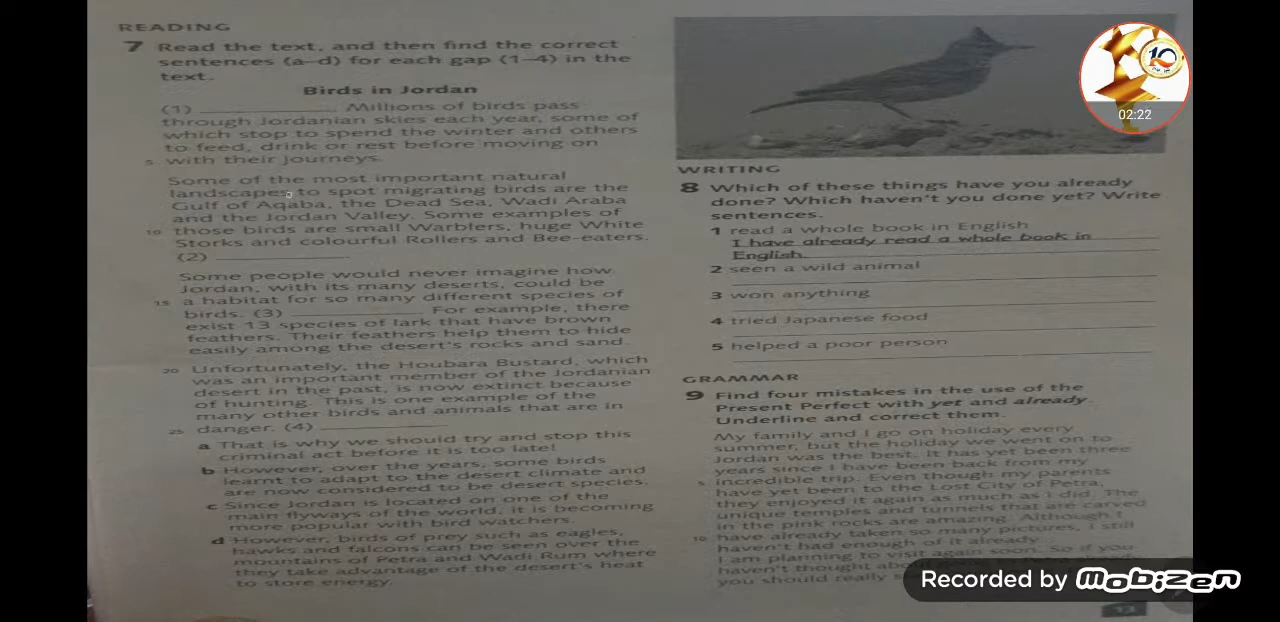 READING
7 Read the text, and then find the correct
sentences (a–d) for each gap (1–4) in the
text.
Birds in Jordan
(1) ____________. Millions of birds pass
through Jordanian skies each year, some of
which stop to spend the winter and others
to feed, drink or rest before moving on
5 with their journeys.
Some of the most important natural
landscapes to spot migrating birds are the
Gulf of Aqaba, the Dead Sea, Wadi Araba
and the Jordan Valley. Some examples of
10 those birds are small Warblers, huge White
Storks and colourful Rollers and Bee-eaters.
(2) ____________
Some people would never imagine how
Jordan, with its many deserts, could be
15 a habitat for so many different species of
birds. (3) ____________ For example, there
exist 13 species of lark that have brown
feathers. Their feathers help them to hide
easily among the desert's rocks and sand.
20 Unfortunately, the Houbara Bustard, which
was an important member of the Jordanian
desert in the past, is now extinct because
of hunting. This is one example of the
many other birds and animals that are in
25 danger. (4) ____________
a That is why we should try and stop this
criminal act before it is too late!
b However, over the years, some birds
learnt to adapt to the desert climate and
are now considered to be desert species.
c Since Jordan is located on one of the
main flyways of the world, it is becoming
more popular with bird watchers.
d However, birds of prey such as eagles,
hawks and falcons can be seen over the
mountains of Petra and Wadi Rum where
they take advantage of the desert's heat
to store energy.
10
02:22
WRITING
8 Which of these things have you already
done? Which haven't you done yet? Write
sentences.
1 read a whole book in English
I have already read a whole book in
English.
2 seen a wild animal
3 won anything
4 tried Japanese food
5 helped a poor person
GRAMMAR
9 Find four mistakes in the use of the
Present Perfect with yet and already.
Underline and correct them.
My family and I go on holiday every
summer, but the holiday we went on to
Jordan was the best. It has yet been three
years since I have been back from my
5 incredible trip. Even though my parents
have yet been to the Lost City of Petra,
they enjoyed it again as much as I did. The
unique temples and tunnels that are carved
in the pink rocks are amazing. Although I
10 have already taken so many pictures, I still
haven't had enough of it already.
I am planning to visit again soon. So if you
haven't thought
you should really
Recorded by Mobizen
13